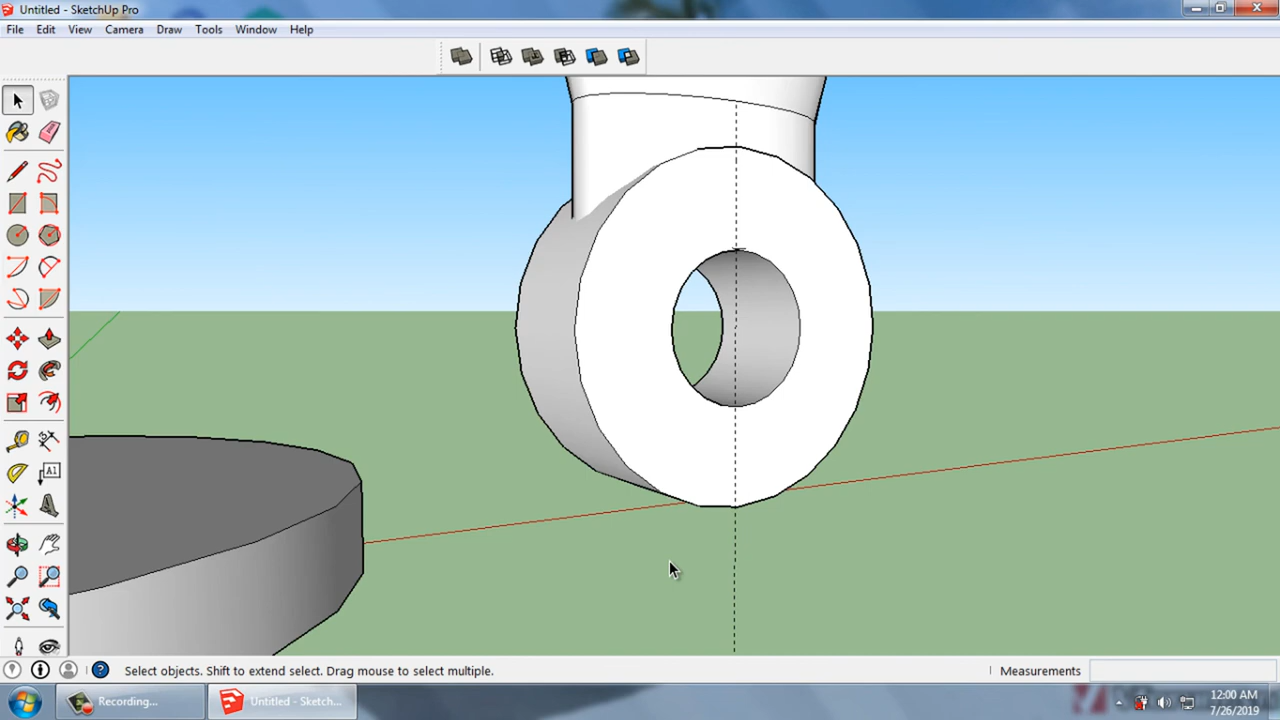 Untitled - SketchUp Pro
File Edit View Camera Draw Tools Window Help
A1
Select objects. Shift to extend select. Drag mouse to select multiple.
Measurements
Recording...
Untitled - Sketch...
12:00 AM
7/26/2019